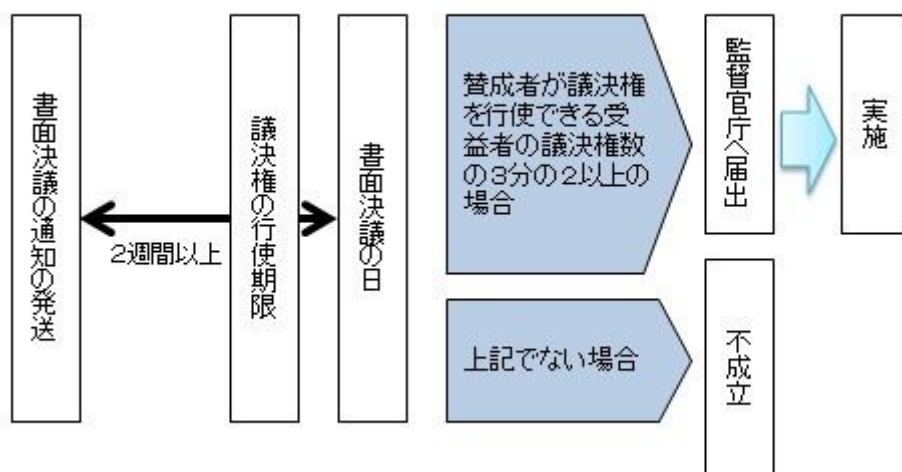 書面決議の通知の発送
2週間以上
議決権の行使期限
書面決議の日
賛成者が議決権
を行使できる受
益者の議決権数
の3分の2以上の
場合
監督官庁へ届出
実施
上記でない場合
不成立